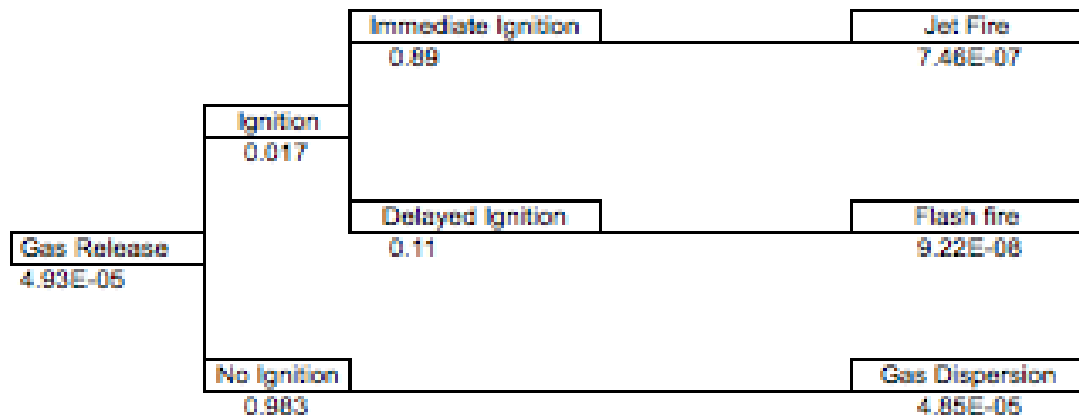 Immediate Ignition
Jet Fire
0.89
7.46E-07
Ignition
0.017
Delayed Ignition
Flash fire
0.11
9.22E-08
Gas Release
4.93E-05
No Ignition
Gas Dispersion
0.983
4.85E-05